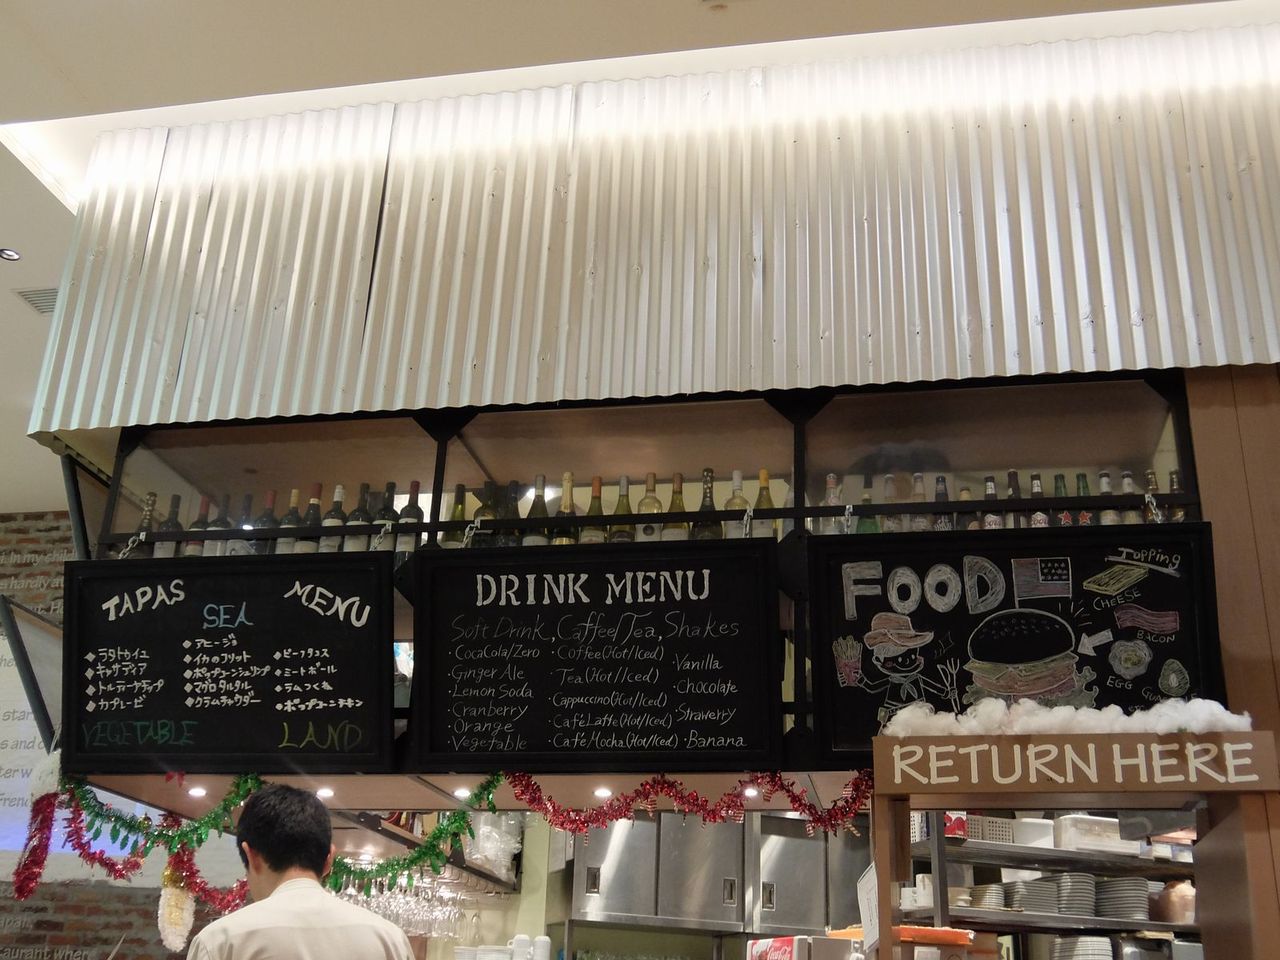 TAPAS MENU
SEA
◆ラタトゥイユ
◆キャサディア
◆トルティーヤチップ
◆カプレーゼ
◆アヒージョ
◆イカのフリット
◆ポップコーンシュリンプ
◆マグロタルタル
◆クラムチャウダー
◆ビーフタコス
◆ミートボール
◆ラムつくね
◆ポップコーンチキン
VEGETABLE
LAND
DRINK MENU
Soft Drink, Caffee/Tea, Shakes
・CocaCola/Zero
・Ginger Ale
・Lemon Soda
・Cranberry
・Orange
・Vegetable
・Coffee(Hot/Iced)
・Tea(Hot/Iced)
・Cappuccino(Hot/Iced)
・Café Latte(Hot/Iced)
・Café Mocha(Hot/Iced)
・Vanilla
・Chocolate
・Strawerry
・Banana
FOOD
Topping
CHEESE
BACON
EGG
RETURN HERE